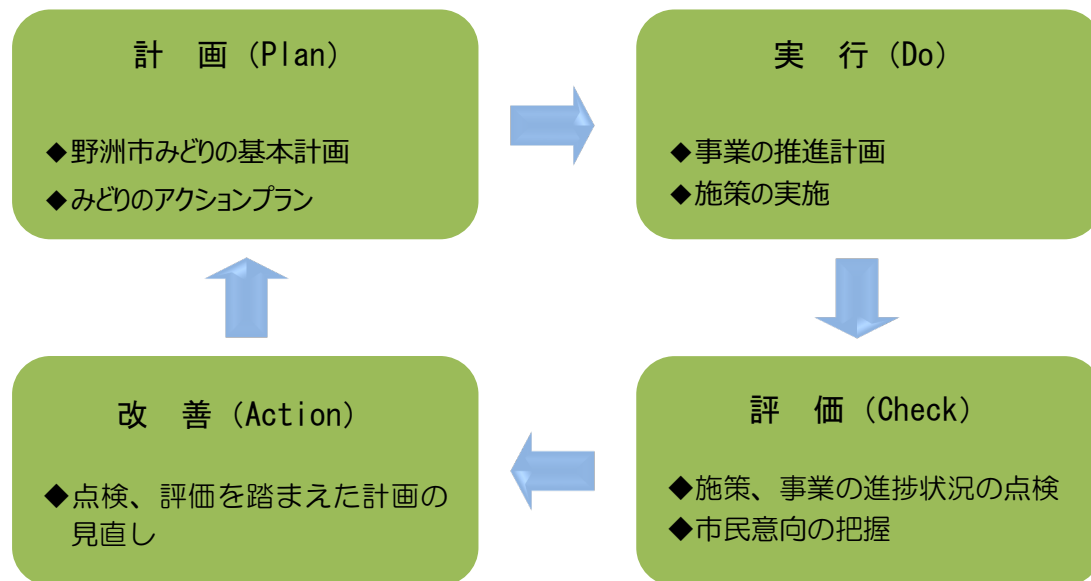 計　画（Plan）
◆野洲市みどりの基本計画
◆みどりのアクションプラン
実　行（Do）
◆事業の推進計画
◆施策の実施
改　善（Action）
◆点検、評価を踏まえた計画の
見直し
評　価（Check）
◆施策、事業の進捗状況の点検
◆市民意向の把握